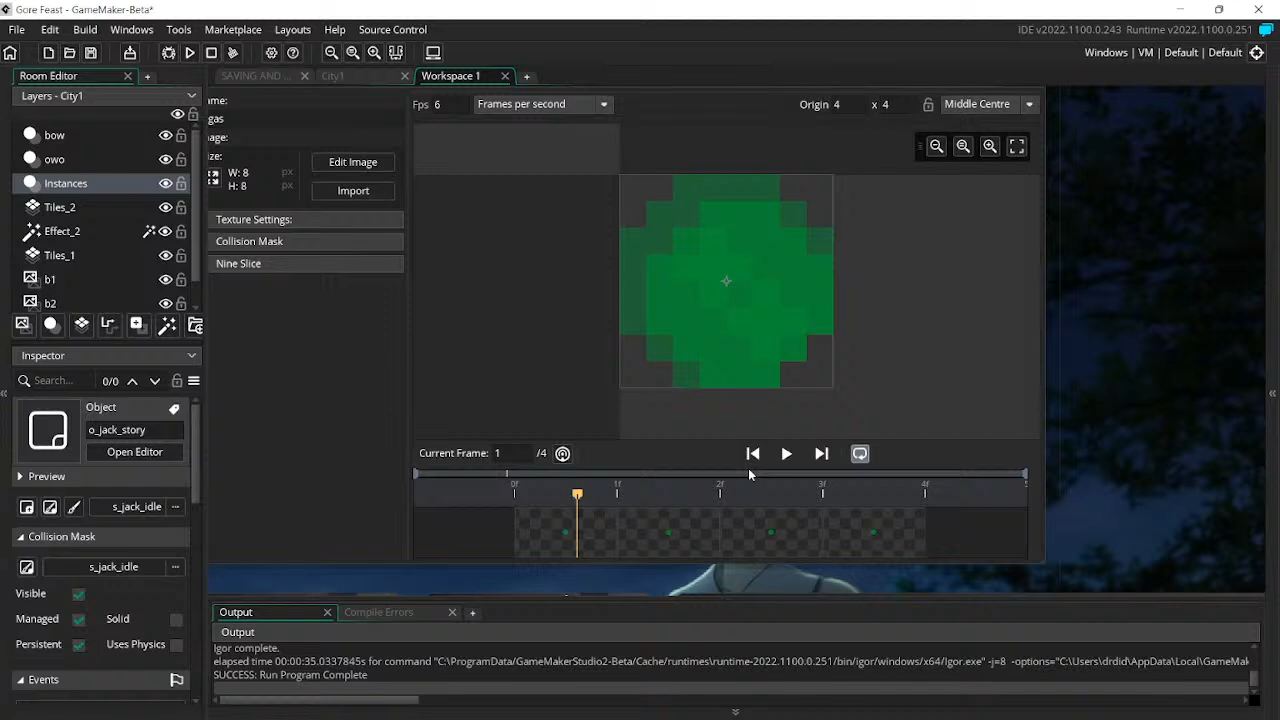 Gore Feast - GameMaker-Beta*
File Edit Build Windows Tools Marketplace Layouts Help Source Control
IDE v2022.1100.0.243 Runtime v2022.1100.0.251
Windows | VM | Default | Default
Room Editor
SAVING AND ...
City1
Workspace 1
Layers - City1
bow
owo
Instances
Tiles_2
Effect_2
Tiles_1
b1
b2
Inspector
Search...
0/0
Object
o_jack_story
Open Editor
Preview
s_jack_idle
Collision Mask
s_jack_idle
Visible
Managed Solid
Persistent Uses Physics
Events
ame:
gas
age:
ize:
W: 8 px
H: 8 px
Edit Image
Import
Texture Settings:
Collision Mask
Nine Slice
Fps 6 Frames per second
Origin 4 x 4 Middle Centre
Current Frame: 1 /4
0f 1f 2f 3f 4f
Output
Compile Errors
Output
Igor complete.
elapsed time 00:00:35.0337845s for command "C:\ProgramData/GameMakerStudio2-Beta/Cache/runtimes\runtime-2022.1100.0.251/bin/igor/windows/x64/Igor.exe" -j=8 -options="C:\Users\drdid\AppData\Local\GameMak
SUCCESS: Run Program Complete